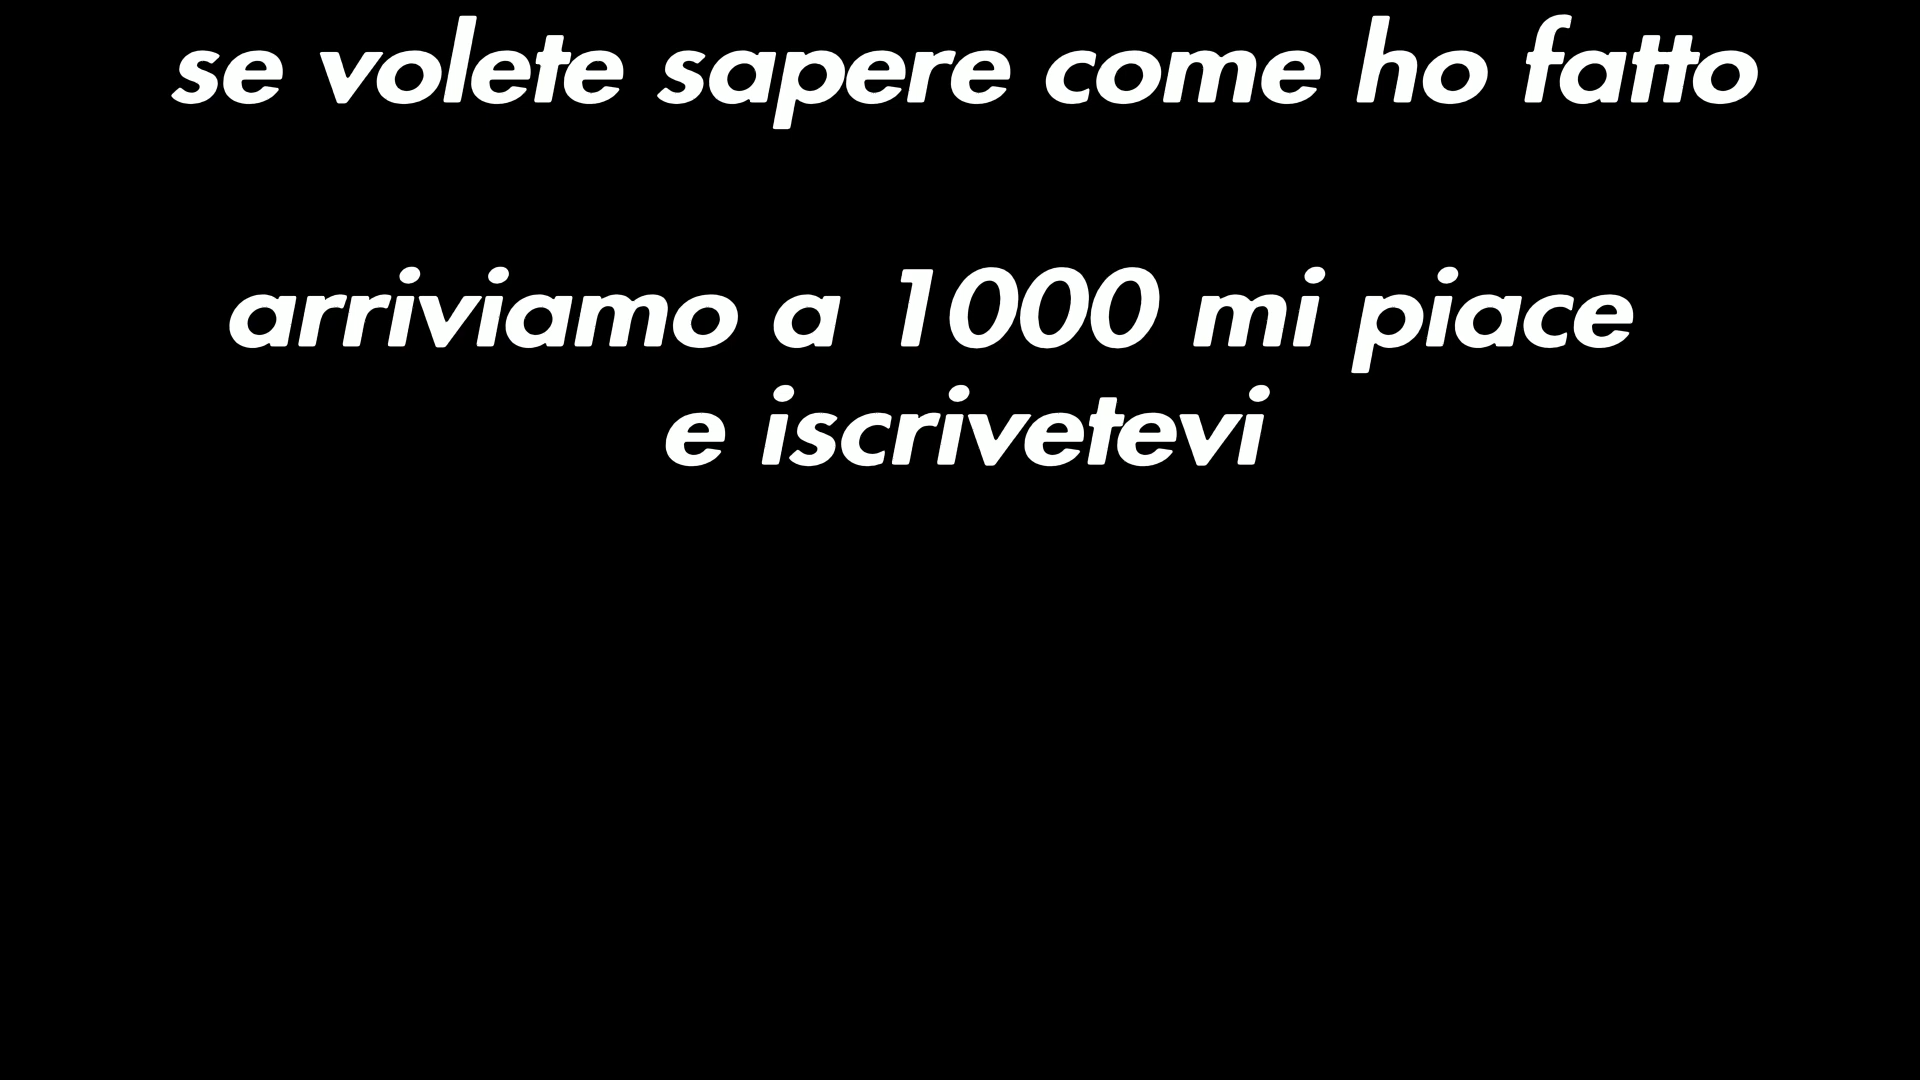 se volete sapere come ho fatto
arriviamo a 1000 mi piace
e iscrivetevi